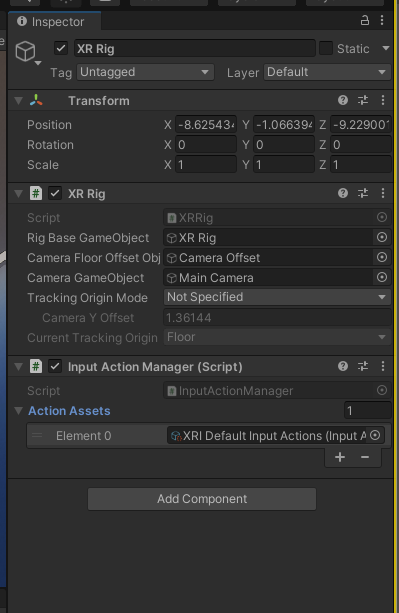 Inspector
XR Rig Static
Tag Untagged Layer Default
Transform
Position X -8.625434 Y -1.066394 Z -9.229001
Rotation X 0 Y 0 Z 0
Scale X 1 Y 1 Z 1
# XR Rig
Script XRRig
Rig Base GameObject XR Rig
Camera Floor Offset Obj Camera Offset
Camera GameObject Main Camera
Tracking Origin Mode Not Specified
Camera Y Offset 1.36144
Current Tracking Origin Floor
# Input Action Manager (Script)
Script InputActionManager
Action Assets 1
Element 0 XRI Default Input Actions (Input A
+ −
Add Component